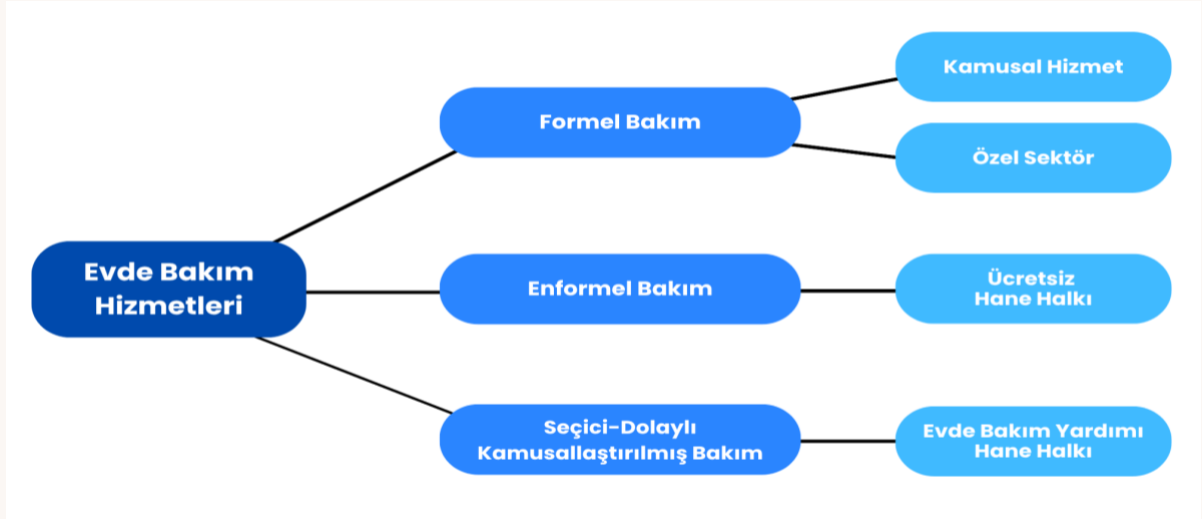 Evde Bakım
Hizmetleri
Formel Bakım
Kamusal Hizmet
Özel Sektör
Enformel Bakım
Ücretsiz
Hane Halkı
Seçici-Dolaylı
Kamusallaştırılmış Bakım
Evde Bakım Yardımı
Hane Halkı